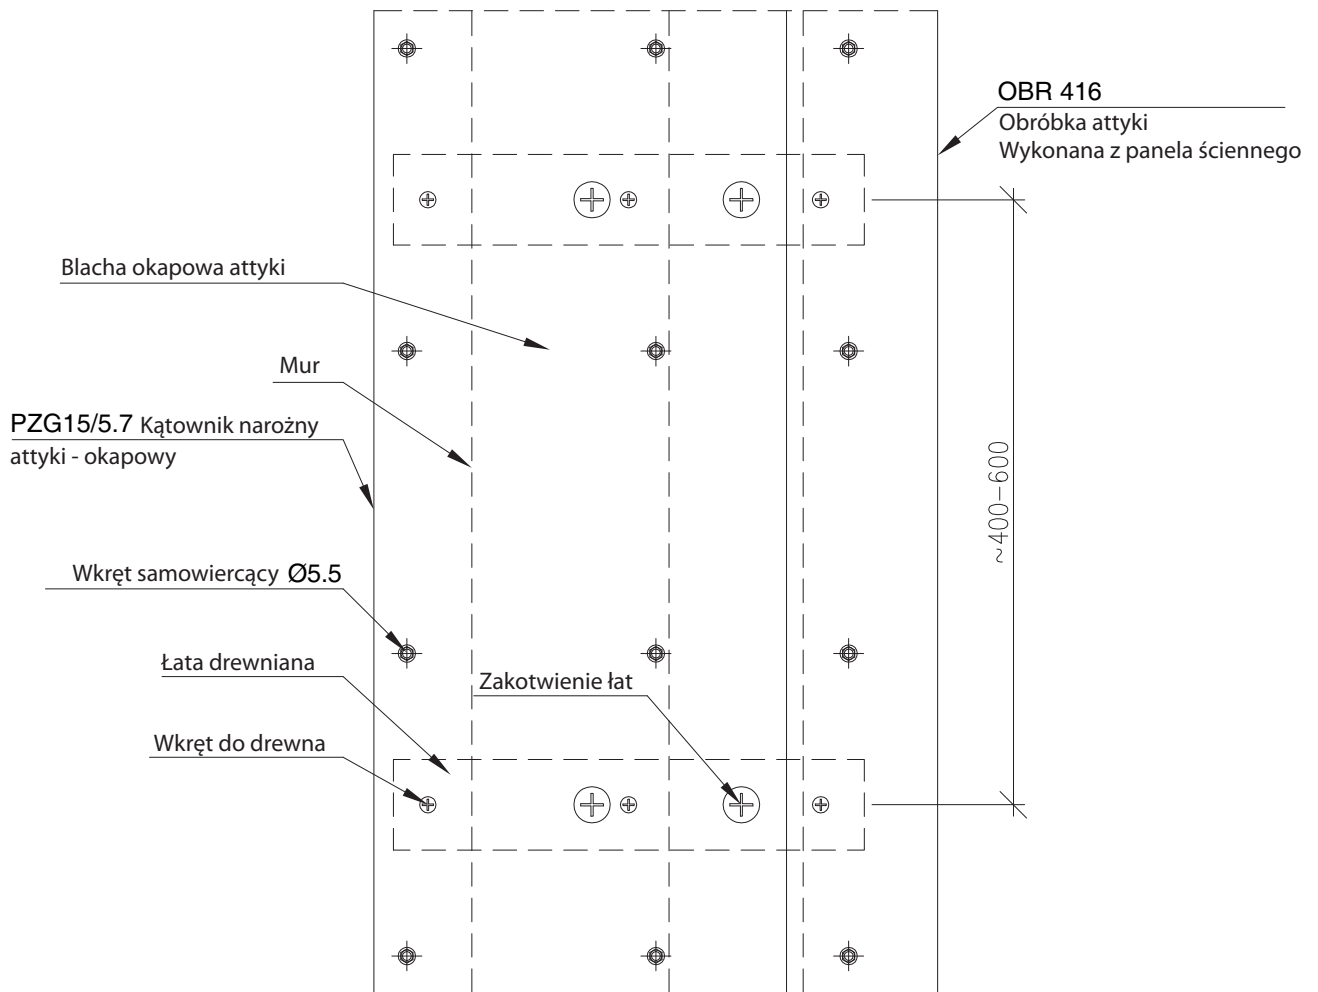 OBR 416
Obróbka attyki
Wykonana z panela ściennego
Blacha okapowa attyki
Mur
PZG15/5.7 Kątownik narożny
attyki - okapowy
~400-600
Wkręt samowiercący Ø5.5
Łata drewniana
Zakotwienie łat
Wkręt do drewna